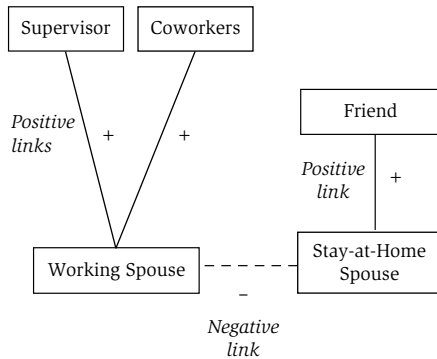 Supervisor
Coworkers
Positive
links
+
+
Friend
Positive
link
+
Working Spouse
Stay-at-Home
Spouse
–
Negative
link